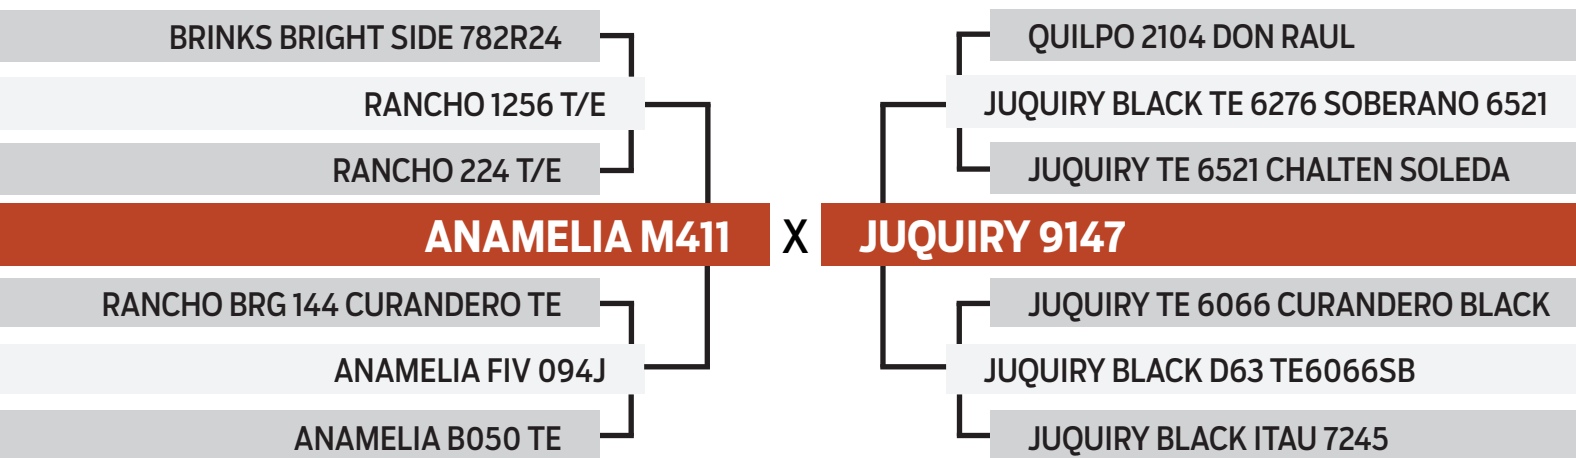 BRINKS BRIGHT SIDE 782R24
RANCHO 1256 T/E
RANCHO 224 T/E
ANAMELIA M411
RANCHO BRG 144 CURANDERO TE
ANAMELIA FIV 094J
ANAMELIA B050 TE
X
QUILPO 2104 DON RAUL
JUQUIRY BLACK TE 6276 SOBERANO 6521
JUQUIRY TE 6521 CHALTEN SOLEDA
JUQUIRY 9147
JUQUIRY TE 6066 CURANDERO BLACK
JUQUIRY BLACK D63 TE6066SB
JUQUIRY BLACK ITAU 7245